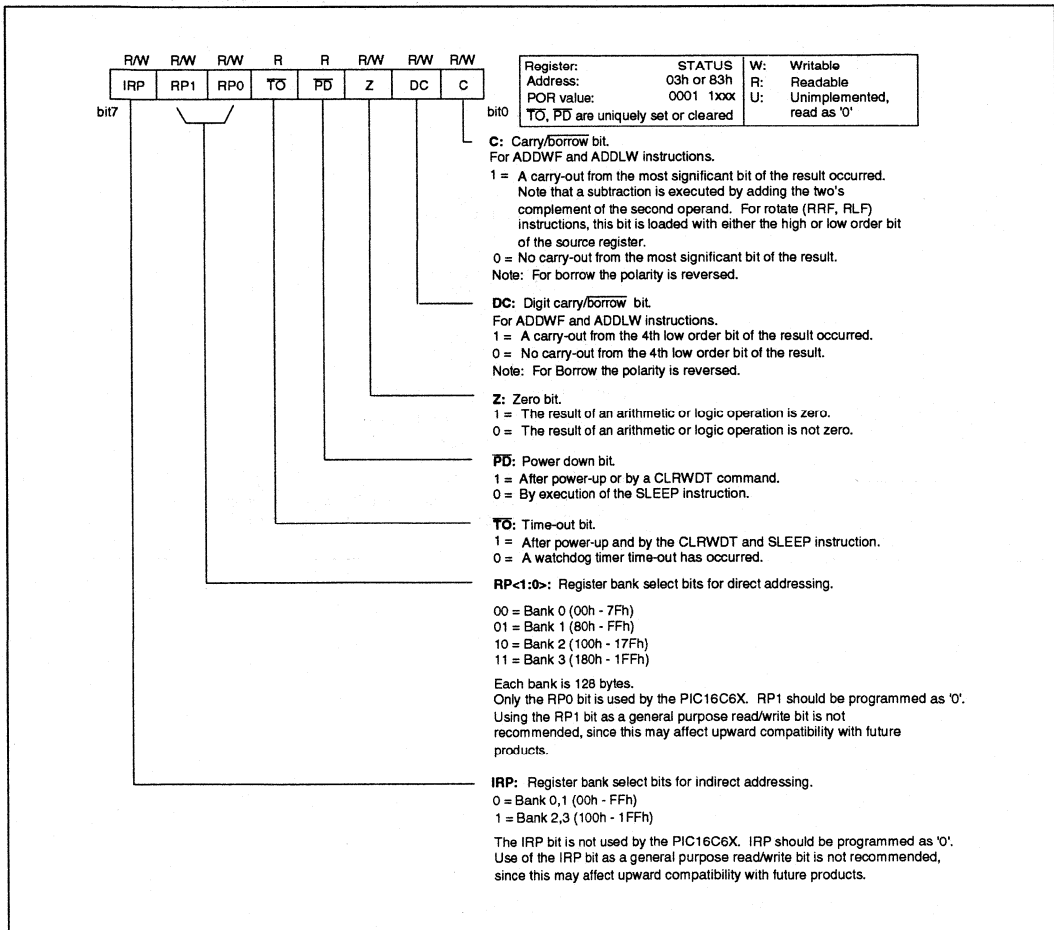 R/W R/W R/W R R R/W R/W R/W
IRP RP1 RP0 T̅O̅ P̅D̅ Z DC C
bit7 bit0
Register: STATUS
Address: 03h or 83h
POR value: 0001 1xxx
T̅O̅, P̅D̅ are uniquely set or cleared
W: Writable
R: Readable
U: Unimplemented,
read as '0'
C: Carry/b̅o̅r̅r̅o̅w̅ bit.
For ADDWF and ADDLW instructions.
1 = A carry-out from the most significant bit of the result occurred.
Note that a subtraction is executed by adding the two's
complement of the second operand. For rotate (RRF, RLF)
instructions, this bit is loaded with either the high or low order bit
of the source register.
0 = No carry-out from the most significant bit of the result.
Note: For borrow the polarity is reversed.
DC: Digit carry/b̅o̅r̅r̅o̅w̅ bit.
For ADDWF and ADDLW instructions.
1 = A carry-out from the 4th low order bit of the result occurred.
0 = No carry-out from the 4th low order bit of the result.
Note: For Borrow the polarity is reversed.
Z: Zero bit.
1 = The result of an arithmetic or logic operation is zero.
0 = The result of an arithmetic or logic operation is not zero.
P̅D̅: Power down bit.
1 = After power-up or by a CLRWDT command.
0 = By execution of the SLEEP instruction.
T̅O̅: Time-out bit.
1 = After power-up and by the CLRWDT and SLEEP instruction.
0 = A watchdog timer time-out has occurred.
RP<1:0>: Register bank select bits for direct addressing.
00 = Bank 0 (00h - 7Fh)
01 = Bank 1 (80h - FFh)
10 = Bank 2 (100h - 17Fh)
11 = Bank 3 (180h - 1FFh)
Each bank is 128 bytes.
Only the RP0 bit is used by the PIC16C6X. RP1 should be programmed as '0'.
Using the RP1 bit as a general purpose read/write bit is not
recommended, since this may affect upward compatibility with future
products.
IRP: Register bank select bits for indirect addressing.
0 = Bank 0,1 (00h - FFh)
1 = Bank 2,3 (100h - 1FFh)
The IRP bit is not used by the PIC16C6X. IRP should be programmed as '0'.
Use of the IRP bit as a general purpose read/write bit is not recommended,
since this may affect upward compatibility with future products.